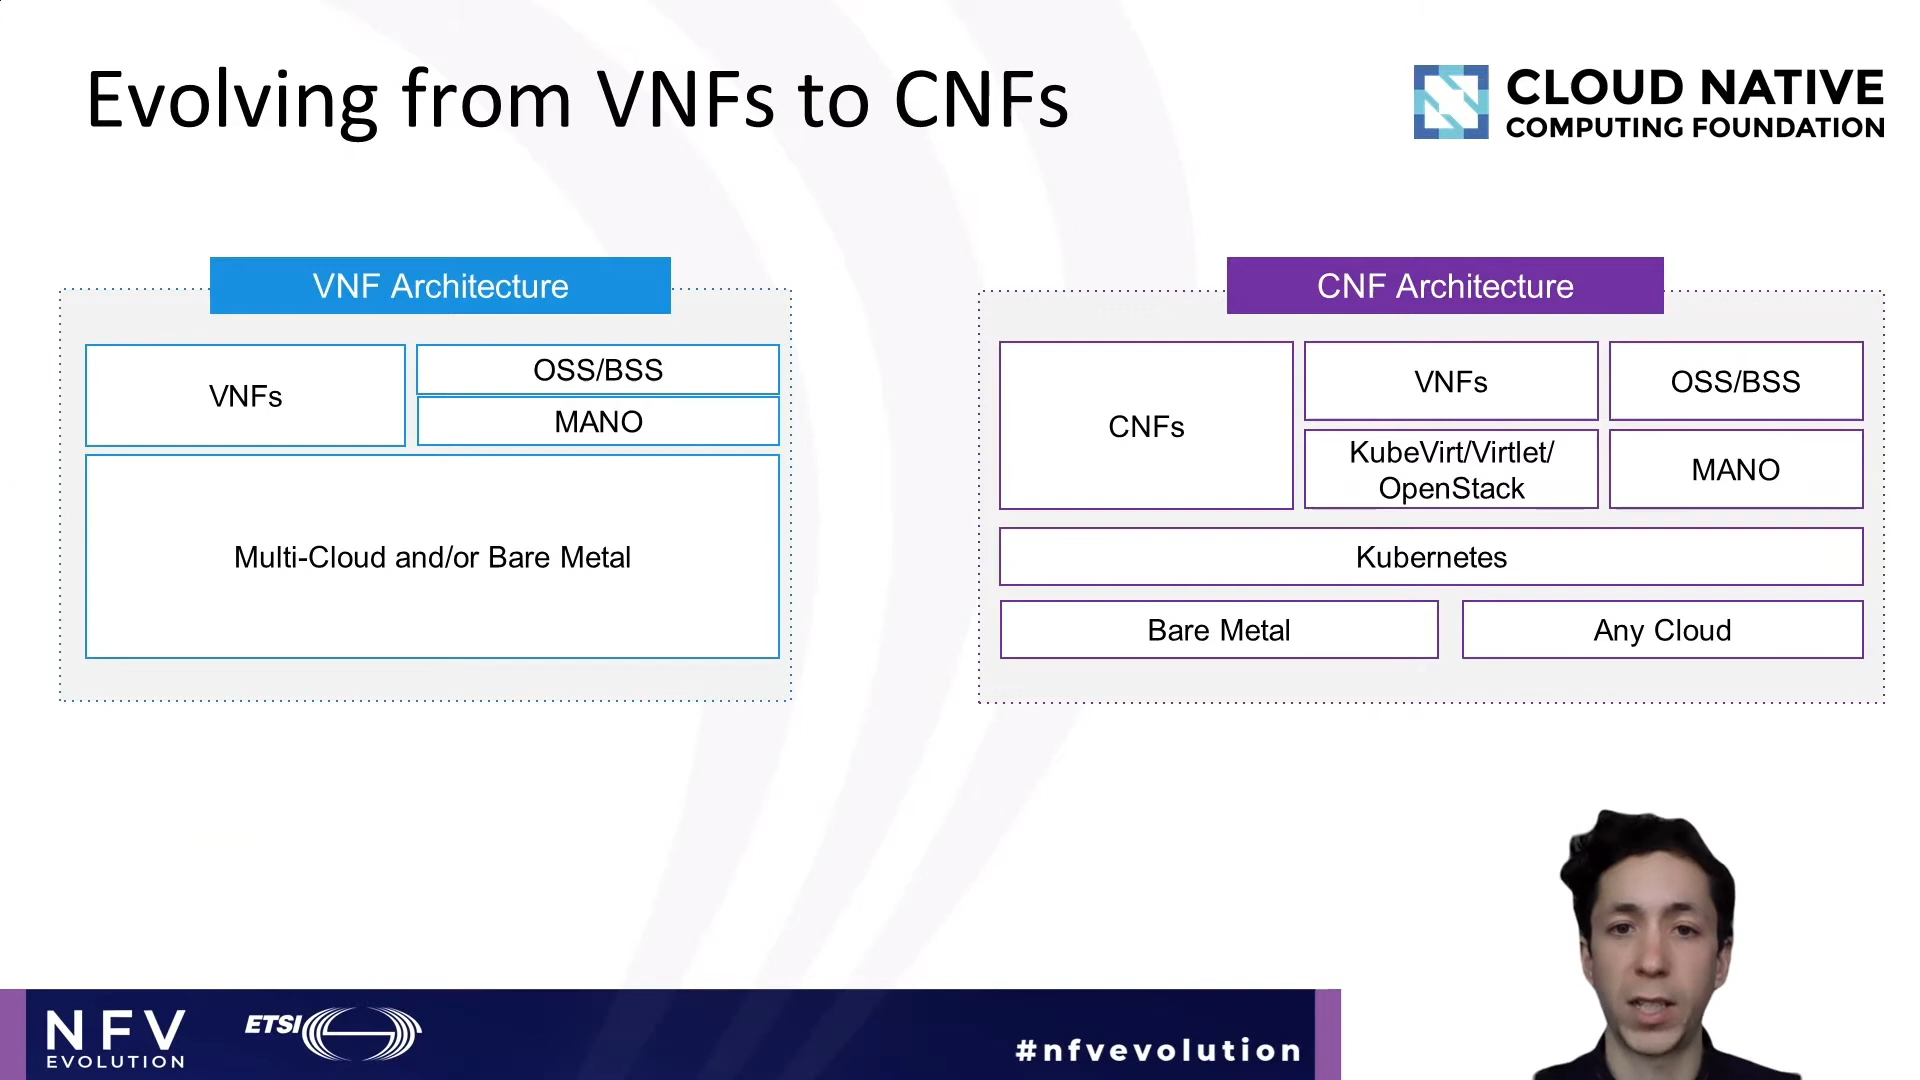 Evolving from VNFs to CNFs
CLOUD NATIVE
COMPUTING FOUNDATION
VNF Architecture
VNFs
OSS/BSS
MANO
Multi-Cloud and/or Bare Metal
CNF Architecture
CNFs
VNFs
OSS/BSS
KubeVirt/Virtlet/
OpenStack
MANO
Kubernetes
Bare Metal
Any Cloud
NFV
EVOLUTION
ETSI
#nfvevolution